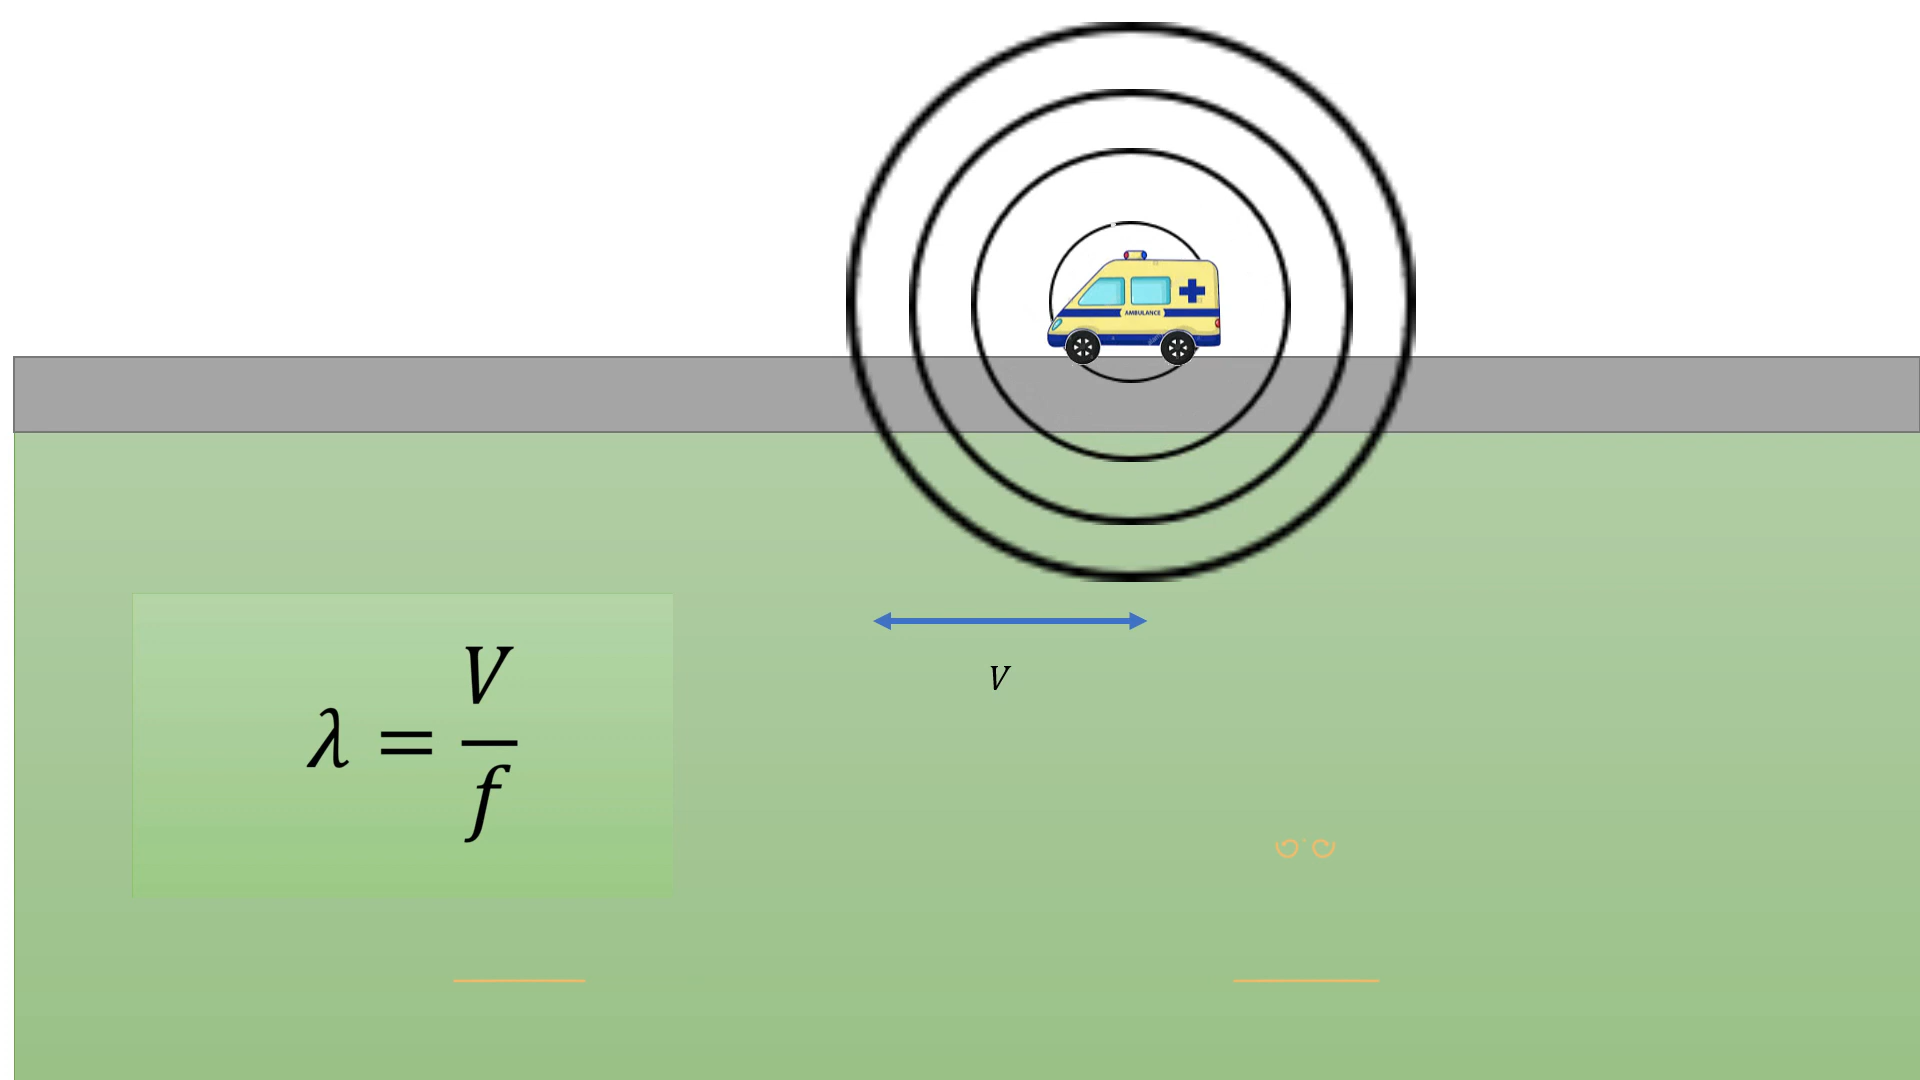 AMBULANCE
V
λ = V/f